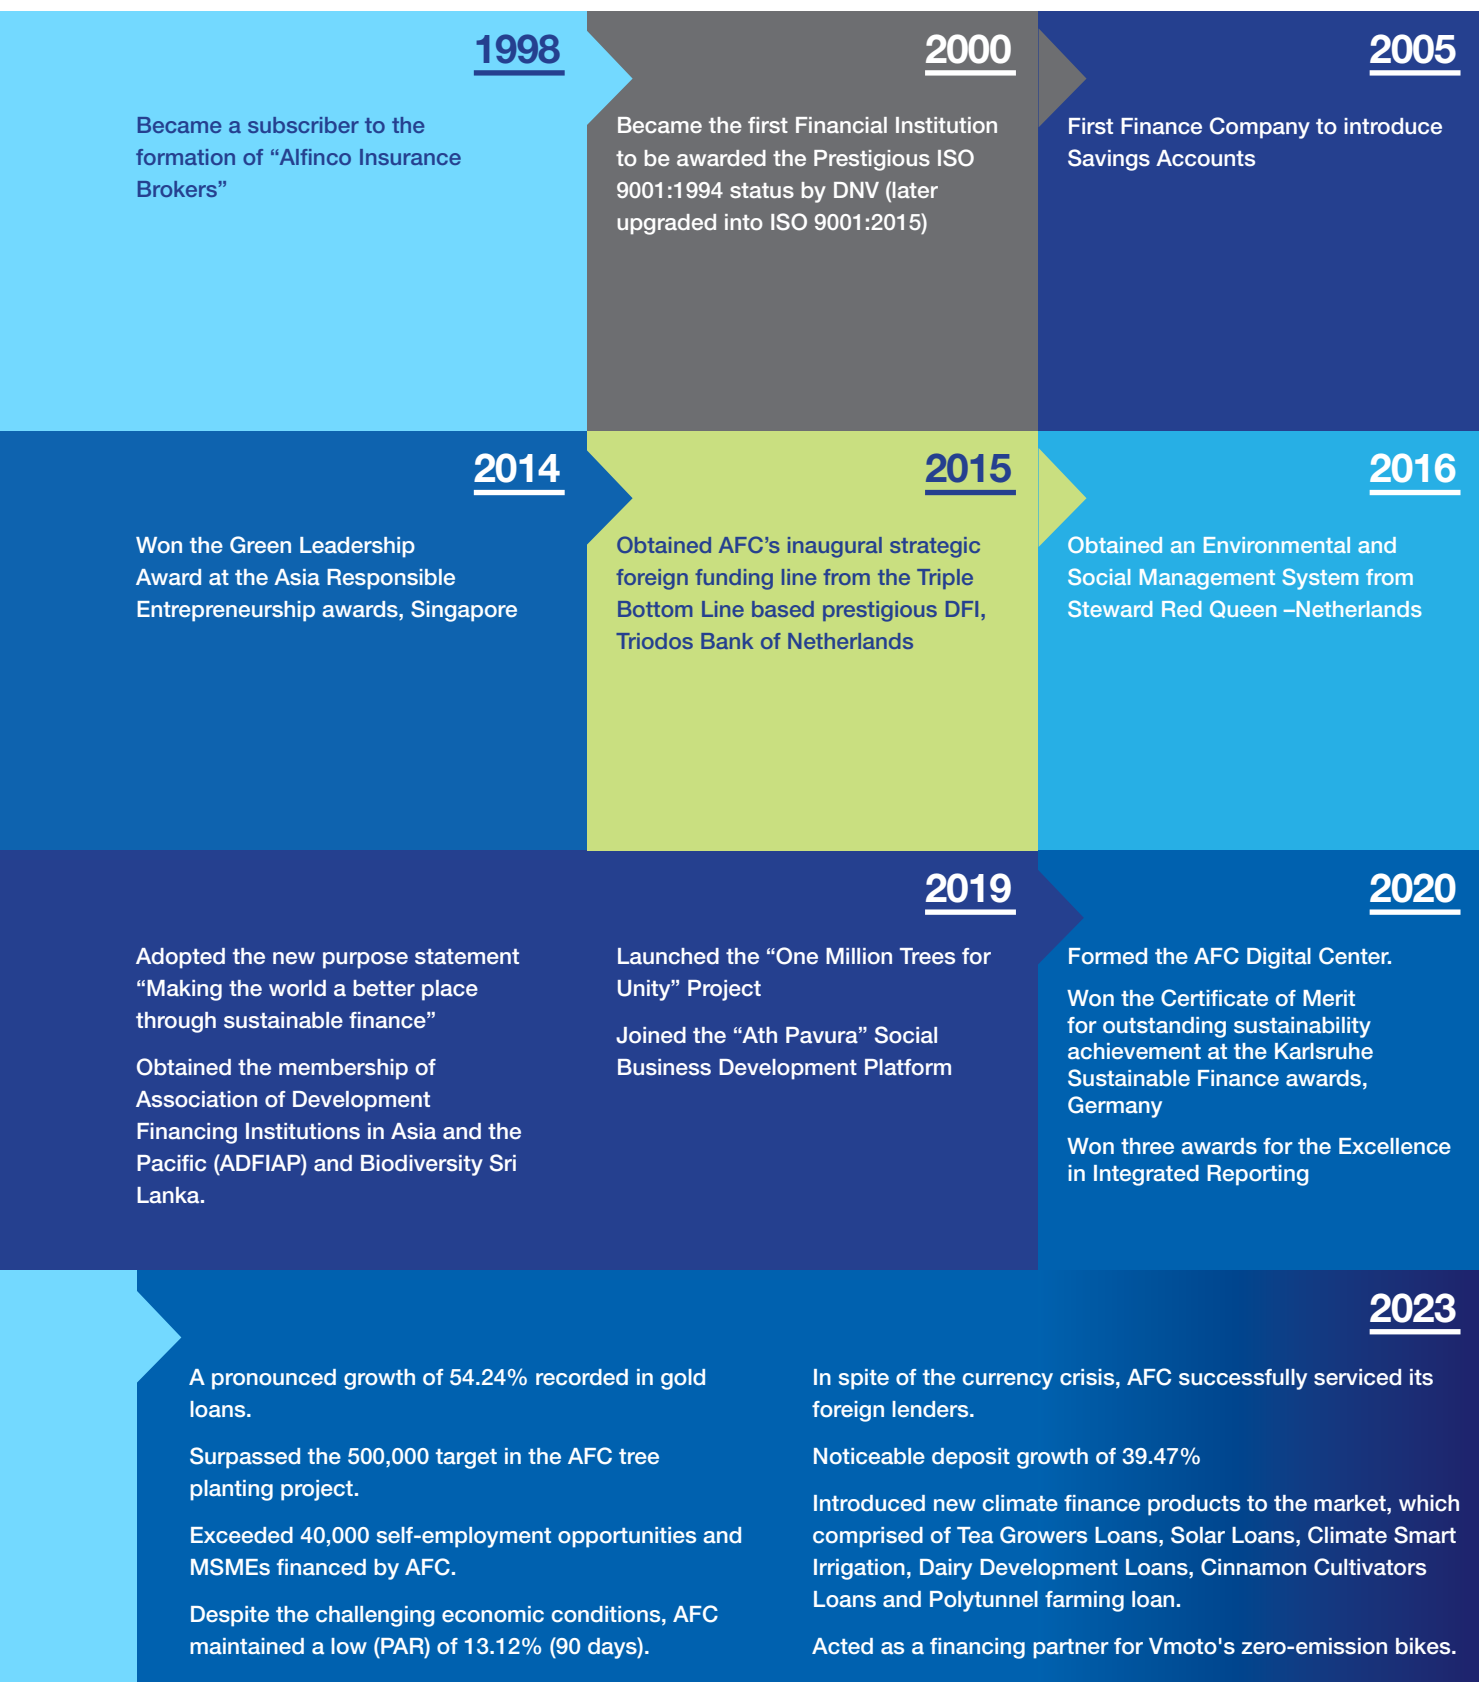 1998
Became a subscriber to the
formation of “Alfinco Insurance
Brokers”
2000
Became the first Financial Institution
to be awarded the Prestigious ISO
9001:1994 status by DNV (later
upgraded into ISO 9001:2015)
2005
First Finance Company to introduce
Savings Accounts
2014
Won the Green Leadership
Award at the Asia Responsible
Entrepreneurship awards, Singapore
2015
Obtained AFC’s inaugural strategic
foreign funding line from the Triple
Bottom Line based prestigious DFI,
Triodos Bank of Netherlands
2016
Obtained an Environmental and
Social Management System from
Steward Red Queen –Netherlands
2019
Adopted the new purpose statement
“Making the world a better place
through sustainable finance”
Obtained the membership of
Association of Development
Financing Institutions in Asia and the
Pacific (ADFIAP) and Biodiversity Sri
Lanka.
Launched the “One Million Trees for
Unity” Project
Joined the “Ath Pavura” Social
Business Development Platform
2020
Formed the AFC Digital Center.
Won the Certificate of Merit
for outstanding sustainability
achievement at the Karlsruhe
Sustainable Finance awards,
Germany
Won three awards for the Excellence
in Integrated Reporting
2023
A pronounced growth of 54.24% recorded in gold
loans.
Surpassed the 500,000 target in the AFC tree
planting project.
Exceeded 40,000 self-employment opportunities and
MSMEs financed by AFC.
Despite the challenging economic conditions, AFC
maintained a low (PAR) of 13.12% (90 days).
In spite of the currency crisis, AFC successfully serviced its
foreign lenders.
Noticeable deposit growth of 39.47%
Introduced new climate finance products to the market, which
comprised of Tea Growers Loans, Solar Loans, Climate Smart
Irrigation, Dairy Development Loans, Cinnamon Cultivators
Loans and Polytunnel farming loan.
Acted as a financing partner for Vmoto's zero-emission bikes.